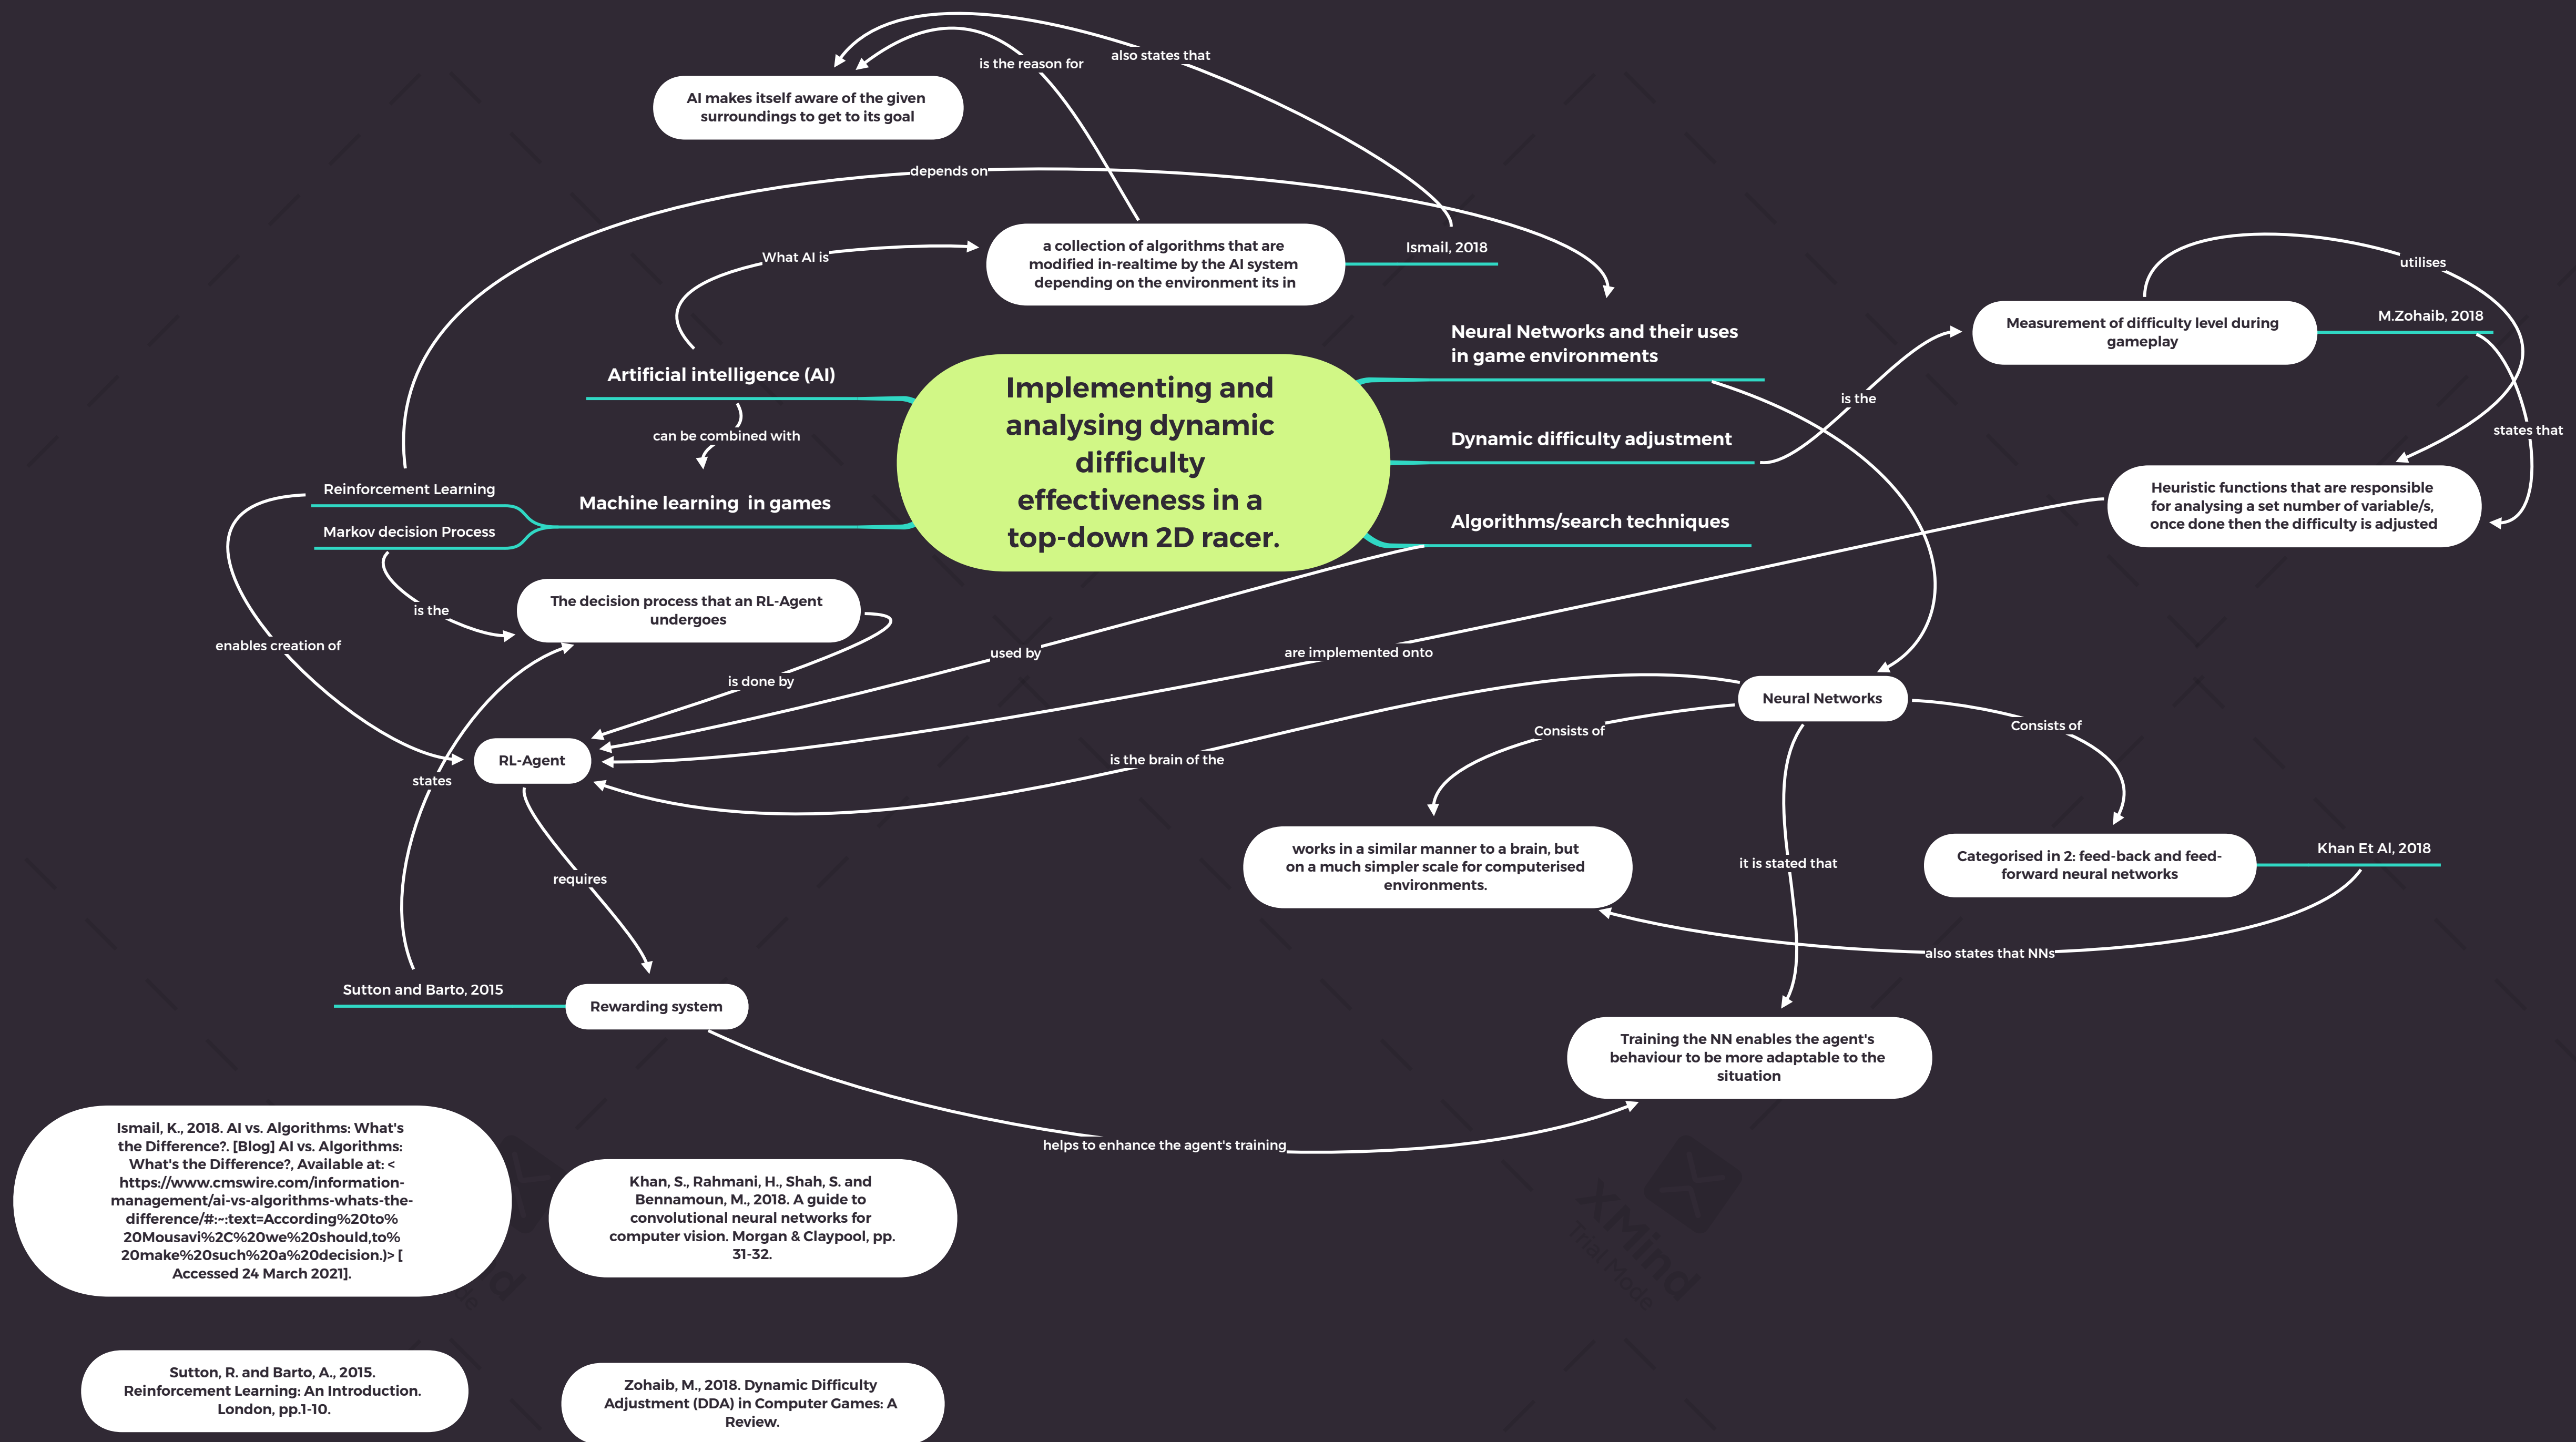 also states that
is the reason for
AI makes itself aware of the given
surroundings to get to its goal
depends on
What AI is
a collection of algorithms that are
modified in-realtime by the AI system
depending on the environment its in
Ismail, 2018
utilises
Measurement of difficulty level during
gameplay
M.Zohaib, 2018
Neural Networks and their uses
in game environments
Artificial intelligence (AI)
Implementing and
analysing dynamic
difficulty
effectiveness in a
top-down 2D racer.
is the
can be combined with
Dynamic difficulty adjustment
states that
Reinforcement Learning
Machine learning  in games
Markov decision Process
Algorithms/search techniques
Heuristic functions that are responsible
for analysing a set number of variable/s,
once done then the difficulty is adjusted
is the
The decision process that an RL-Agent
undergoes
enables creation of
used by
are implemented onto
is done by
Neural Networks
Consists of
Consists of
RL-Agent
is the brain of the
states
works in a similar manner to a brain, but
on a much simpler scale for computerised
environments.
it is stated that
Categorised in 2: feed-back and feed-
forward neural networks
Khan Et Al, 2018
requires
also states that NNs
Sutton and Barto, 2015
Rewarding system
Training the NN enables the agent's
behaviour to be more adaptable to the
situation
helps to enhance the agent's training
Ismail, K., 2018. AI vs. Algorithms: What's
the Difference?. [Blog] AI vs. Algorithms:
What's the Difference?, Available at: <
https://www.cmswire.com/information-
management/ai-vs-algorithms-whats-the-
difference/#:~:text=According%20to%
20Mousavi%2C%20we%20should,to%
20make%20such%20a%20decision.)> [
Accessed 24 March 2021].
Khan, S., Rahmani, H., Shah, S. and
Bennamoun, M., 2018. A guide to
convolutional neural networks for
computer vision. Morgan & Claypool, pp.
31-32.
XMind
Trial Mode
Sutton, R. and Barto, A., 2015.
Reinforcement Learning: An Introduction.
London, pp.1-10.
Zohaib, M., 2018. Dynamic Difficulty
Adjustment (DDA) in Computer Games: A
Review.